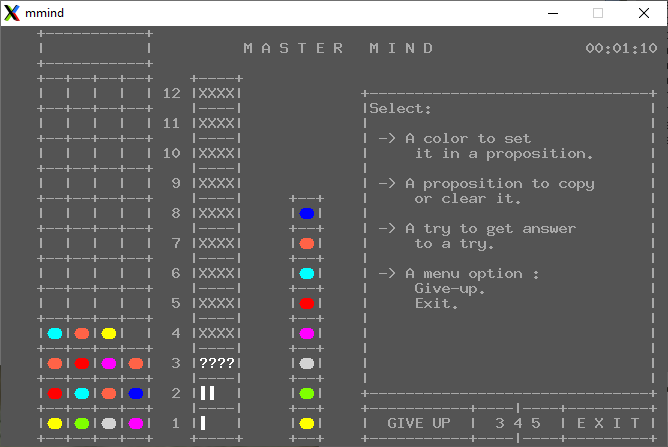 mmind
M A S T E R   M I N D
00:01:10
12 XXXX
11 XXXX
10 XXXX
9 XXXX
8 XXXX
7 XXXX
6 XXXX
5 XXXX
4 XXXX
3 ????
2
1
Select:
-> A color to set
it in a proposition.
-> A proposition to copy
or clear it.
-> A try to get answer
to a try.
-> A menu option :
Give-up.
Exit.
GIVE UP | 3 4 5 | E X I T